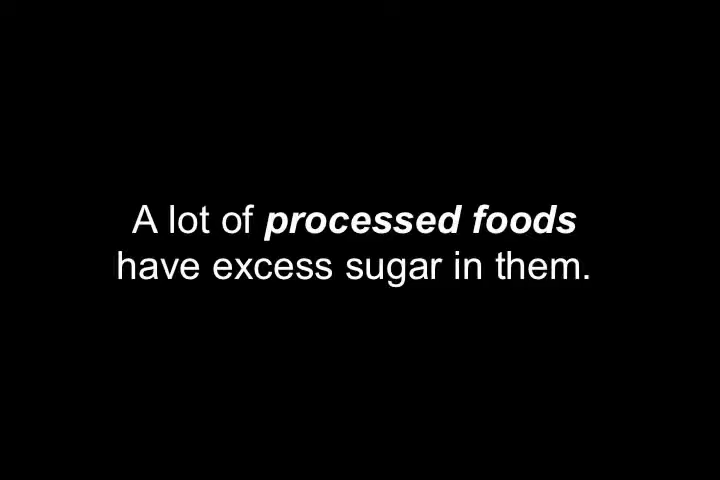 A lot of processed foods
have excess sugar in them.